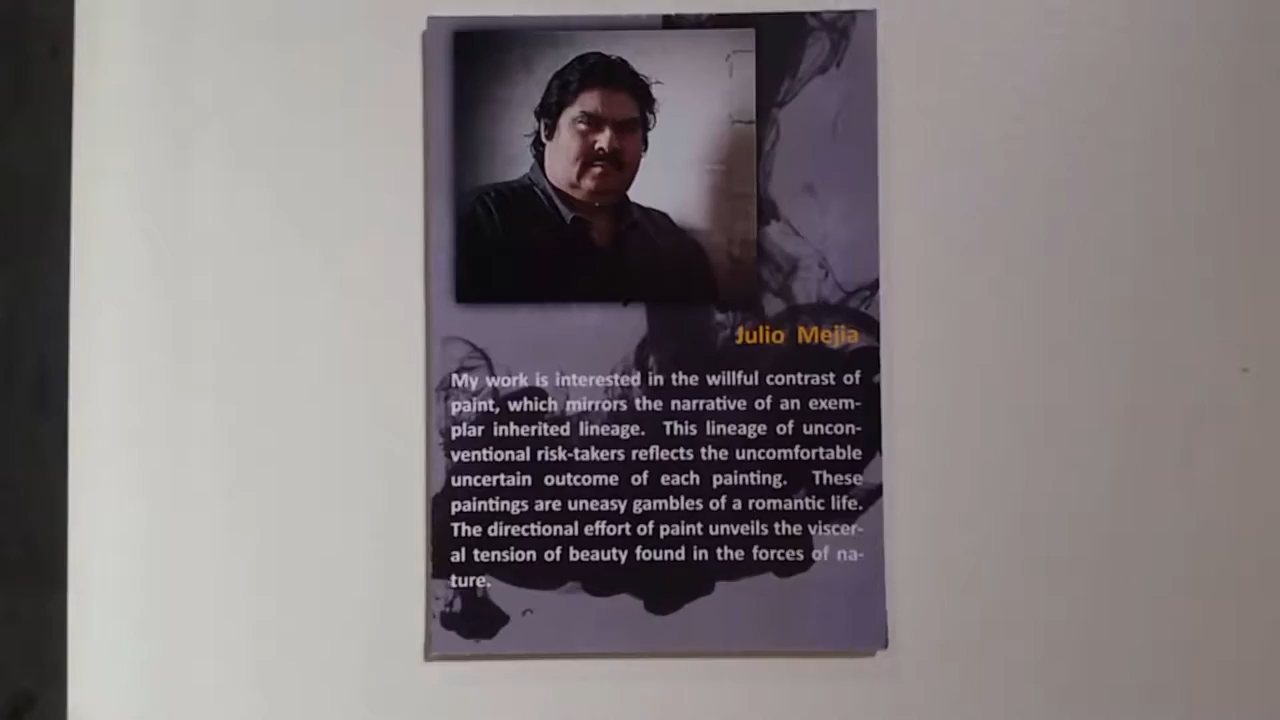 Julio Mejia
My work is interested in the willful contrast of
paint, which mirrors the narrative of an exem-
plar inherited lineage. This lineage of uncon-
ventional risk-takers reflects the uncomfortable
uncertain outcome of each painting. These
paintings are uneasy gambles of a romantic life.
The directional effort of paint unveils the viscer-
al tension of beauty found in the forces of na-
ture.